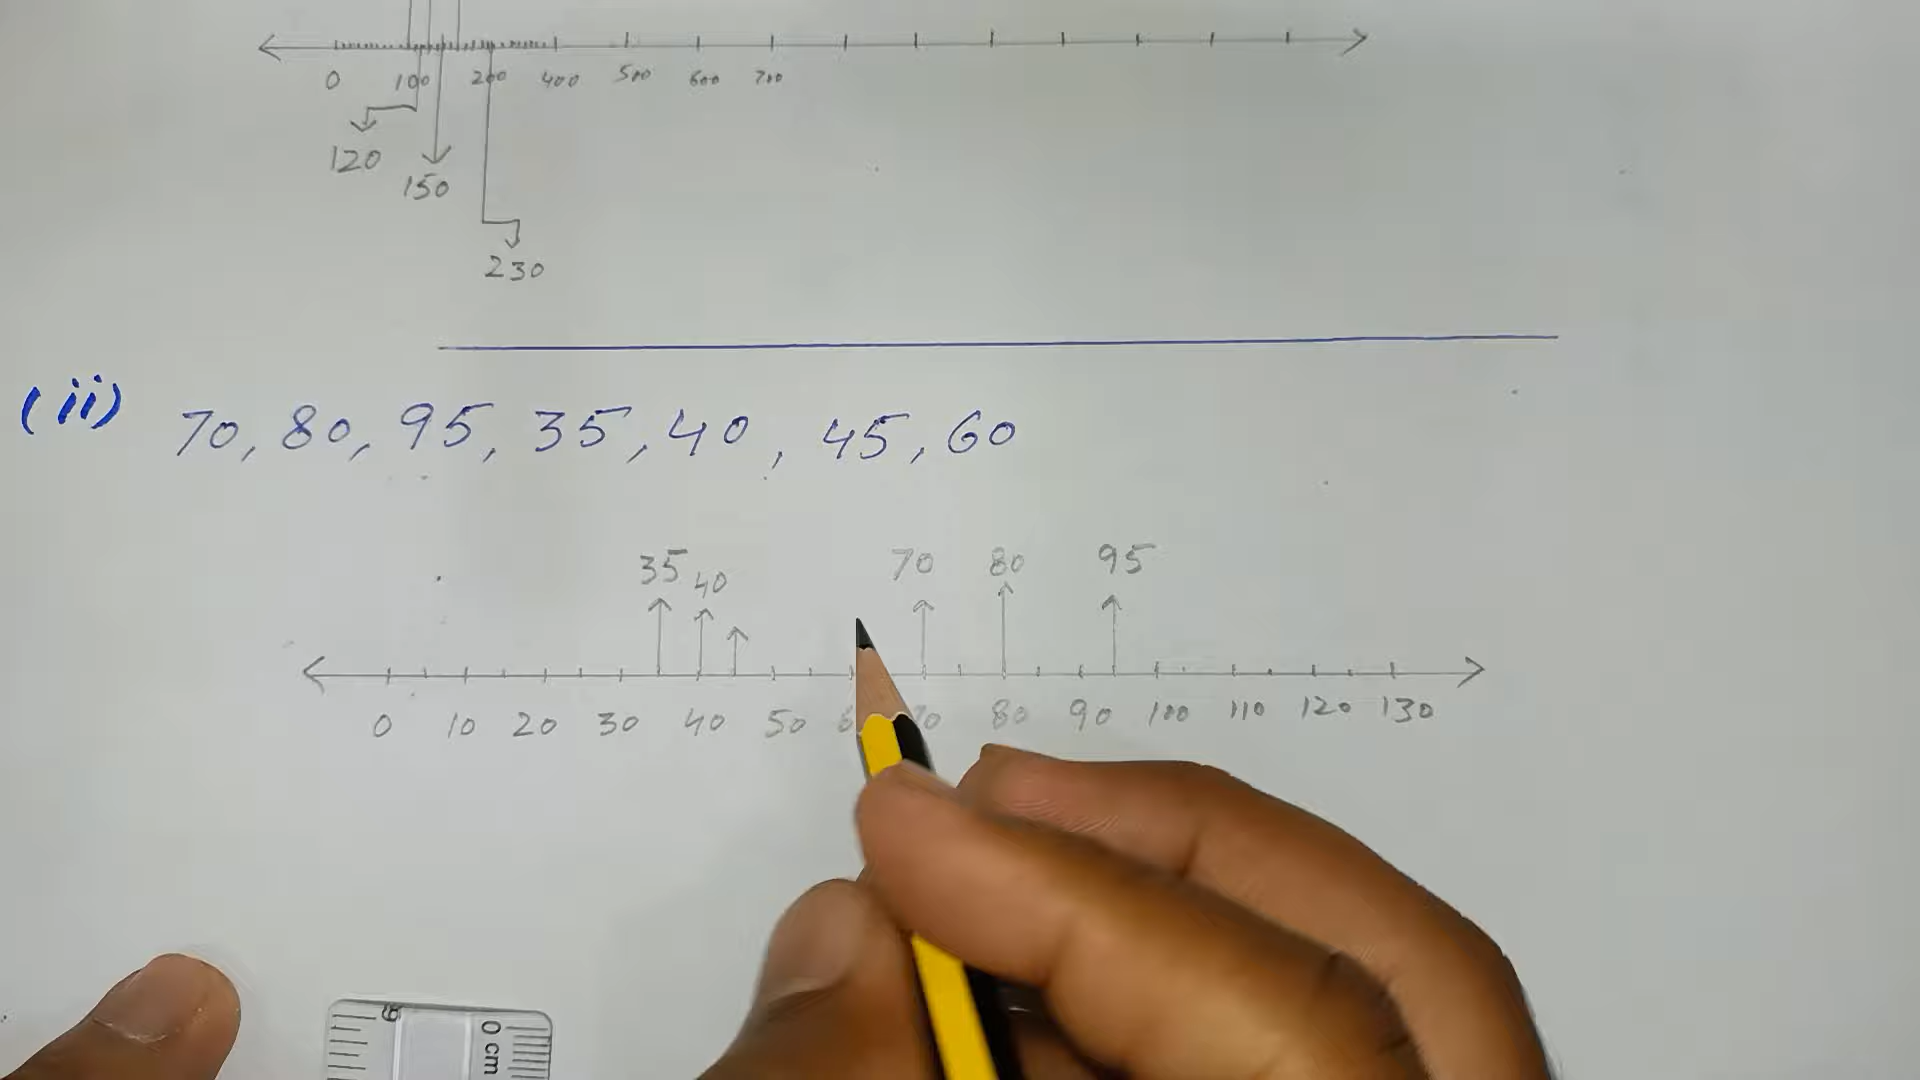 0 100 200 400 500 600 700
120
150
230
(ii) 70, 80, 95, 35, 40, 45, 60
35 40 70 80 95
0 10 20 30 40 50 80 90 100 110 120 130
0 cm